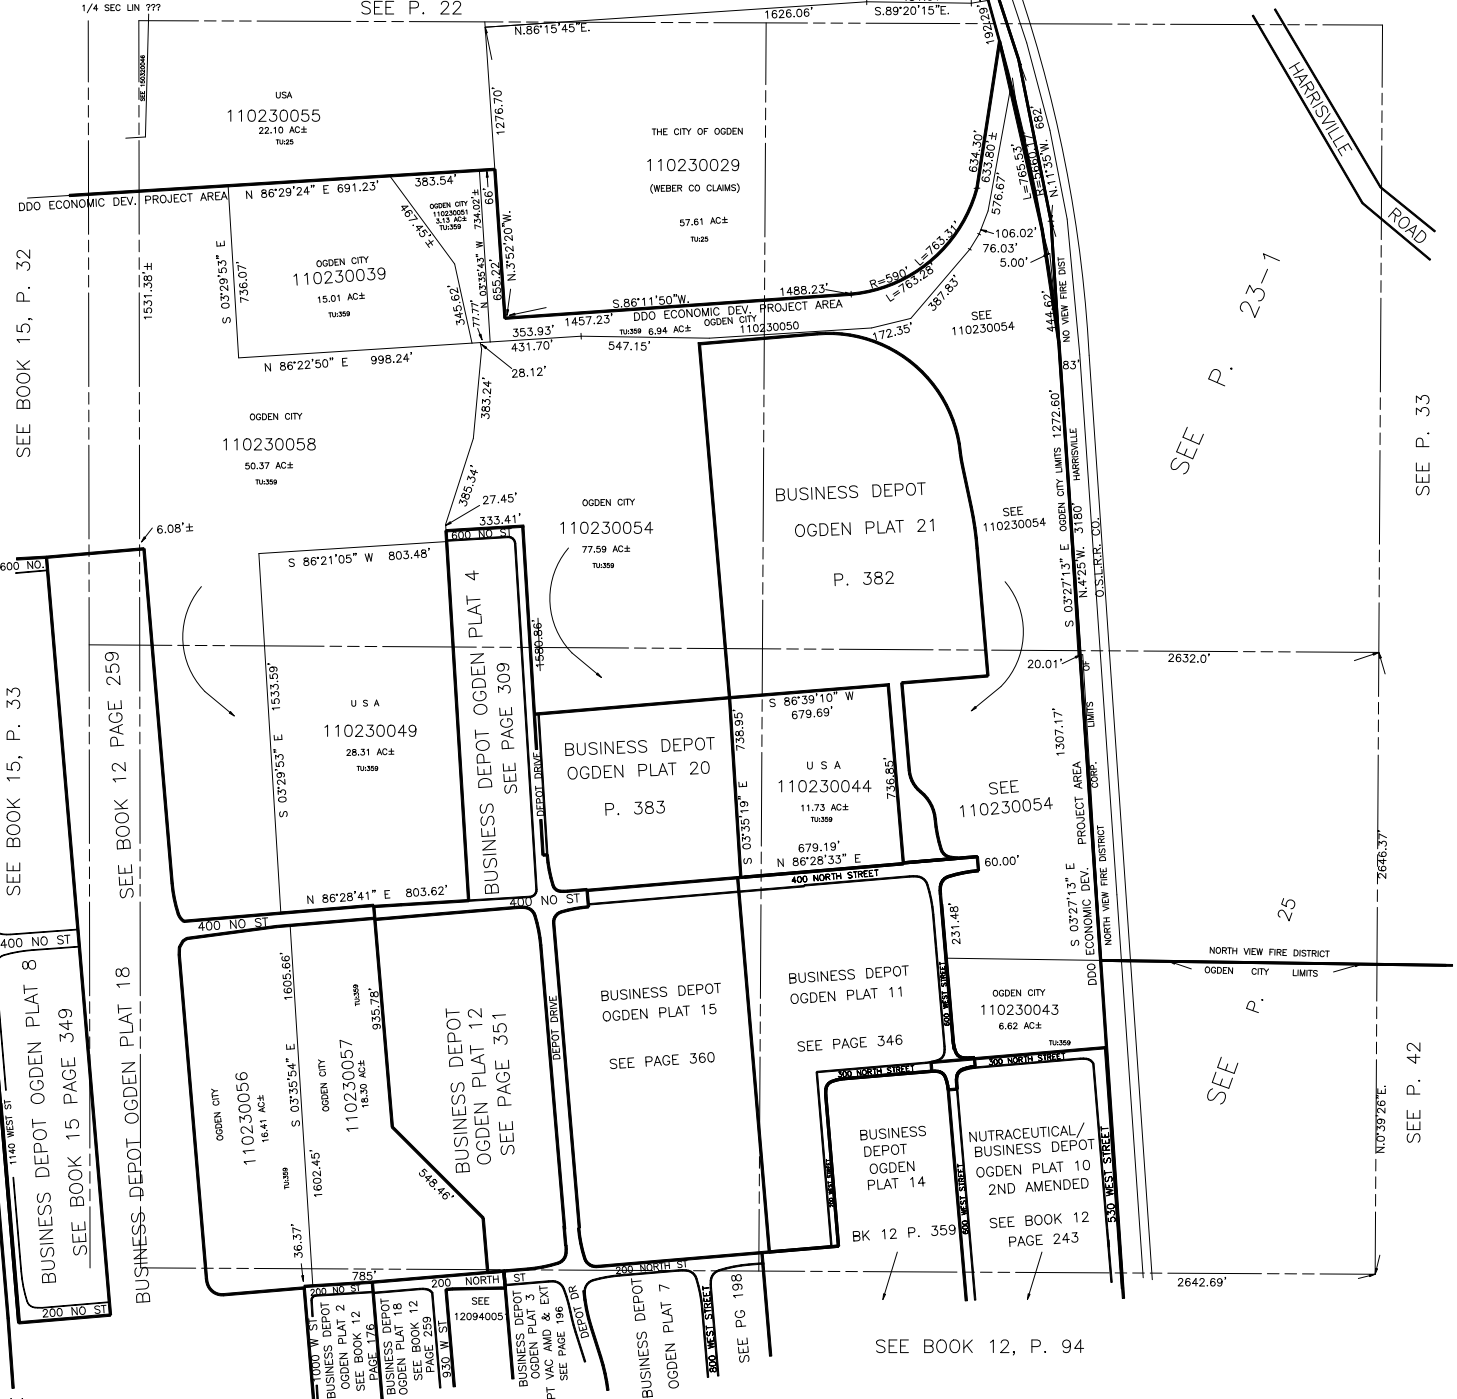 1/4 SEC LIN ???
SEE P. 22
1626.06'
S.89°20'15"E.
192.29'
N.86°15'45"E.
SEE 150320046
USA
110230055
22.10 AC±
TU:25
1276.70'
THE CITY OF OGDEN
110230029
(WEBER CO CLAIMS)
57.61 AC±
TU:25
HARRISVILLE
ROAD
634.30'
633.80'±
576.67'
L=765.53'
R=5660.17'
N.11°35'W. 682'
DDO ECONOMIC DEV. PROJECT AREA
N 86°29'24" E 691.23'
383.54'
467.45'±
OGDEN CITY
110230051
3.13 AC±
TU:359
66'
734.02'±
N 03°35'43" W
655.22'
N.3°52'20"W.
SEE BOOK 15, P. 32
1531.38'±
S 03°29'53" E
736.07'
OGDEN CITY
110230039
15.01 AC±
TU:359
345.62'
77.77'
N 86°22'50" E 998.24'
S.86°11'50"W.
1488.23'
DDO ECONOMIC DEV. PROJECT AREA
R=590'
L=763.31'
L=763.28'
387.83'
106.02'
76.03'
5.00'
353.93'
1457.23'
TU:359
6.94 AC±
OGDEN CITY
110230050
172.35'
431.70'
547.15'
28.12'
SEE
110230054
444.62'
NO VIEW FIRE DIST
83'
SEE P. 23-1
SEE P. 33
383.24'
385.34'
OGDEN CITY
110230058
50.37 AC±
TU:359
6.08'±
27.45'
333.41'
600 NO ST
600 NO.
OGDEN CITY
110230054
77.59 AC±
TU:359
BUSINESS DEPOT
OGDEN PLAT 21
P. 382
SEE
110230054
S 03°27'13" E OGDEN CITY LIMITS 1272.60'
N.4°25'W. 3180'
HARRISVILLE
O.S.L.R.R. CO.
S 86°21'05" W 803.48'
BUSINESS DEPOT OGDEN PLAT 4
SEE PAGE 309
1580.86'
20.01'
OF
2632.0'
SEE BOOK 15, P. 33
SEE BOOK 12 PAGE 259
BUSINESS DEPOT OGDEN PLAT 18
1533.59'
S 03°29'53" E
U S A
110230049
28.31 AC±
TU:359
DEPOT DRIVE
BUSINESS DEPOT
OGDEN PLAT 20
P. 383
S 86°39'10" W
679.69'
738.95'
S 03°35'19" E
U S A
110230044
11.73 AC±
TU:359
736.85'
679.19'
N 86°28'33" E
400 NORTH STREET
60.00'
SEE
110230054
1307.17'
LIMITS
CORP.
S 03°27'13" E
DDO ECONOMIC DEV. PROJECT AREA
NORTH VIEW FIRE DISTRICT
2646.37'
N 86°28'41" E 803.62'
400 NO ST
400 NO ST
400 NO ST
231.48'
NORTH VIEW FIRE DISTRICT
OGDEN CITY LIMITS
SEE P. 25
BUSINESS DEPOT OGDEN PLAT 8
SEE BOOK 15 PAGE 349
1140 WEST ST
200 NO ST
OGDEN CITY
110230056
16.41 AC±
TU:359
1605.66'
S 03°35'54" E
1602.45'
36.37'
OGDEN CITY
110230057
18.30 AC±
TU:359
935.78'
548.46'
BUSINESS DEPOT
OGDEN PLAT 12
SEE PAGE 351
DEPOT DRIVE
BUSINESS DEPOT
OGDEN PLAT 15
SEE PAGE 360
BUSINESS DEPOT
OGDEN PLAT 11
SEE PAGE 346
600 WEST STREET
OGDEN CITY
110230043
6.62 AC±
TU:359
300 NORTH STREET
300 NORTH STREET
BUSINESS
DEPOT
OGDEN
PLAT 14
BK 12 P. 359
600 WEST STREET
NUTRACEUTICAL/
BUSINESS DEPOT
OGDEN PLAT 10
2ND AMENDED
SEE BOOK 12
PAGE 243
530 WEST STREET
SEE P. 42
N.0°39'26"E.
2642.69'
785'
200 NO ST
200 NORTH ST
200 NORTH ST
1000 W ST
BUSINESS DEPOT
OGDEN PLAT 2
SEE BOOK 12
PAGE 176
BUSINESS DEPOT
OGDEN PLAT 18
SEE BOOK 12
PAGE 259
930 W ST
SEE
12094005
BUSINESS DEPOT
OGDEN PLAT 3
PT VAC AMD & EXT
SEE PAGE 196
DEPOT DR
BUSINESS DEPOT
OGDEN PLAT 7
800 WEST STREET
SEE PG 198
SEE BOOK 12, P. 94